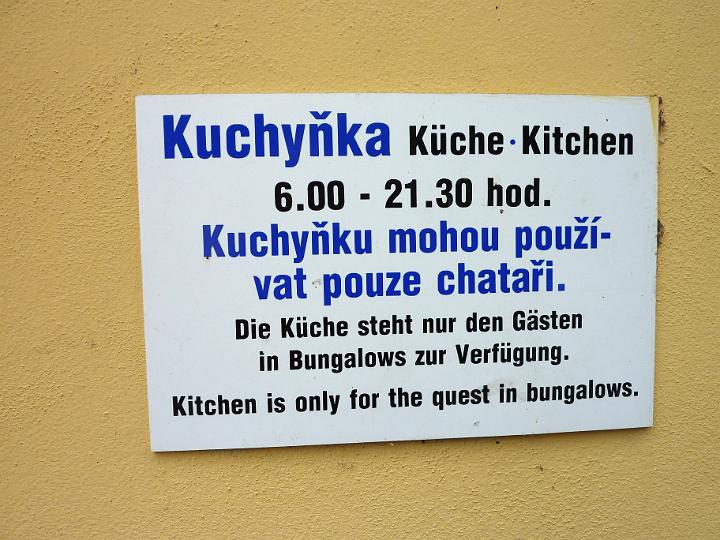 Kuchyňka Küche · Kitchen
6.00 - 21.30 hod.
Kuchyňku mohou použí-
vat pouze chataři.
Die Küche steht nur den Gästen
in Bungalows zur Verfügung.
Kitchen is only for the quest in bungalows.